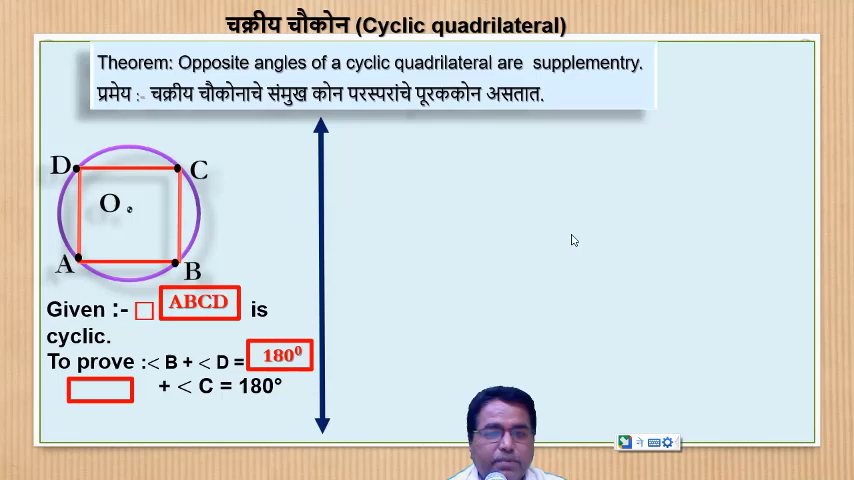 चक्रीय चौकोन (Cyclic quadrilateral)
Theorem: Opposite angles of a cyclic quadrilateral are supplementry.
प्रमेय :- चक्रीय चौकोनाचे संमुख कोन परस्परांचे पूरककोन असतात.
D C
O
A B
Given :- □ ABCD is
cyclic.
To prove :< B + < D = 180⁰
+ < C = 180°
ने